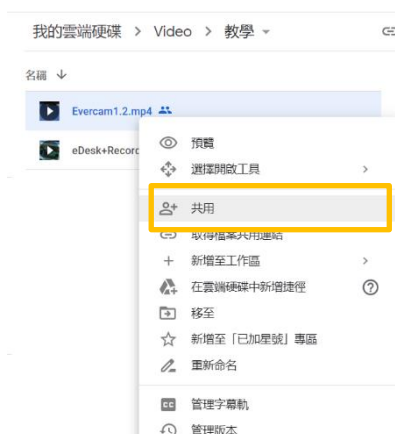 我的雲端硬碟 > Video > 教學
名稱 ↓
Evercam1.2.mp4
eDesk+Recorc
預覽
選擇開啟工具 >
共用
取得檔案共用連結
新增至工作區 >
在雲端硬碟中新增捷徑
移至
新增至「已加星號」專區
重新命名
CC 管理字幕軌
管理版本